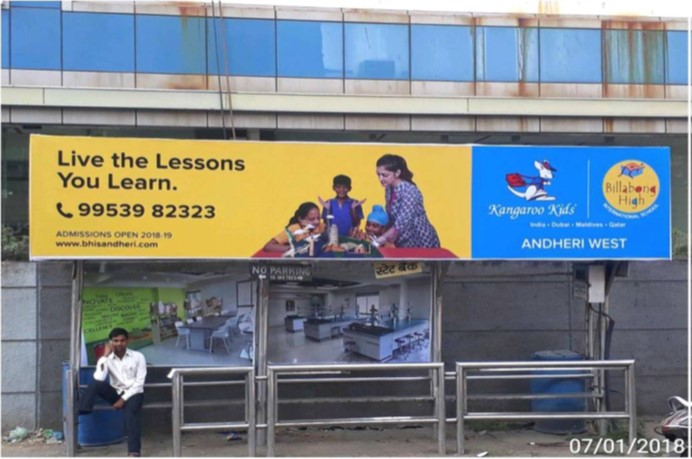 Live the Lessons
You Learn.
99539 82323
ADMISSIONS OPEN 2018-19
www.bhisandheri.com
Kangaroo Kids
India • Dubai • Maldives • Qatar
Billabong
High
INTERNATIONAL SCHOOL
ANDHERI WEST
NO PARKING
स्टेट बैंक
DISCOVER
07/01/2018